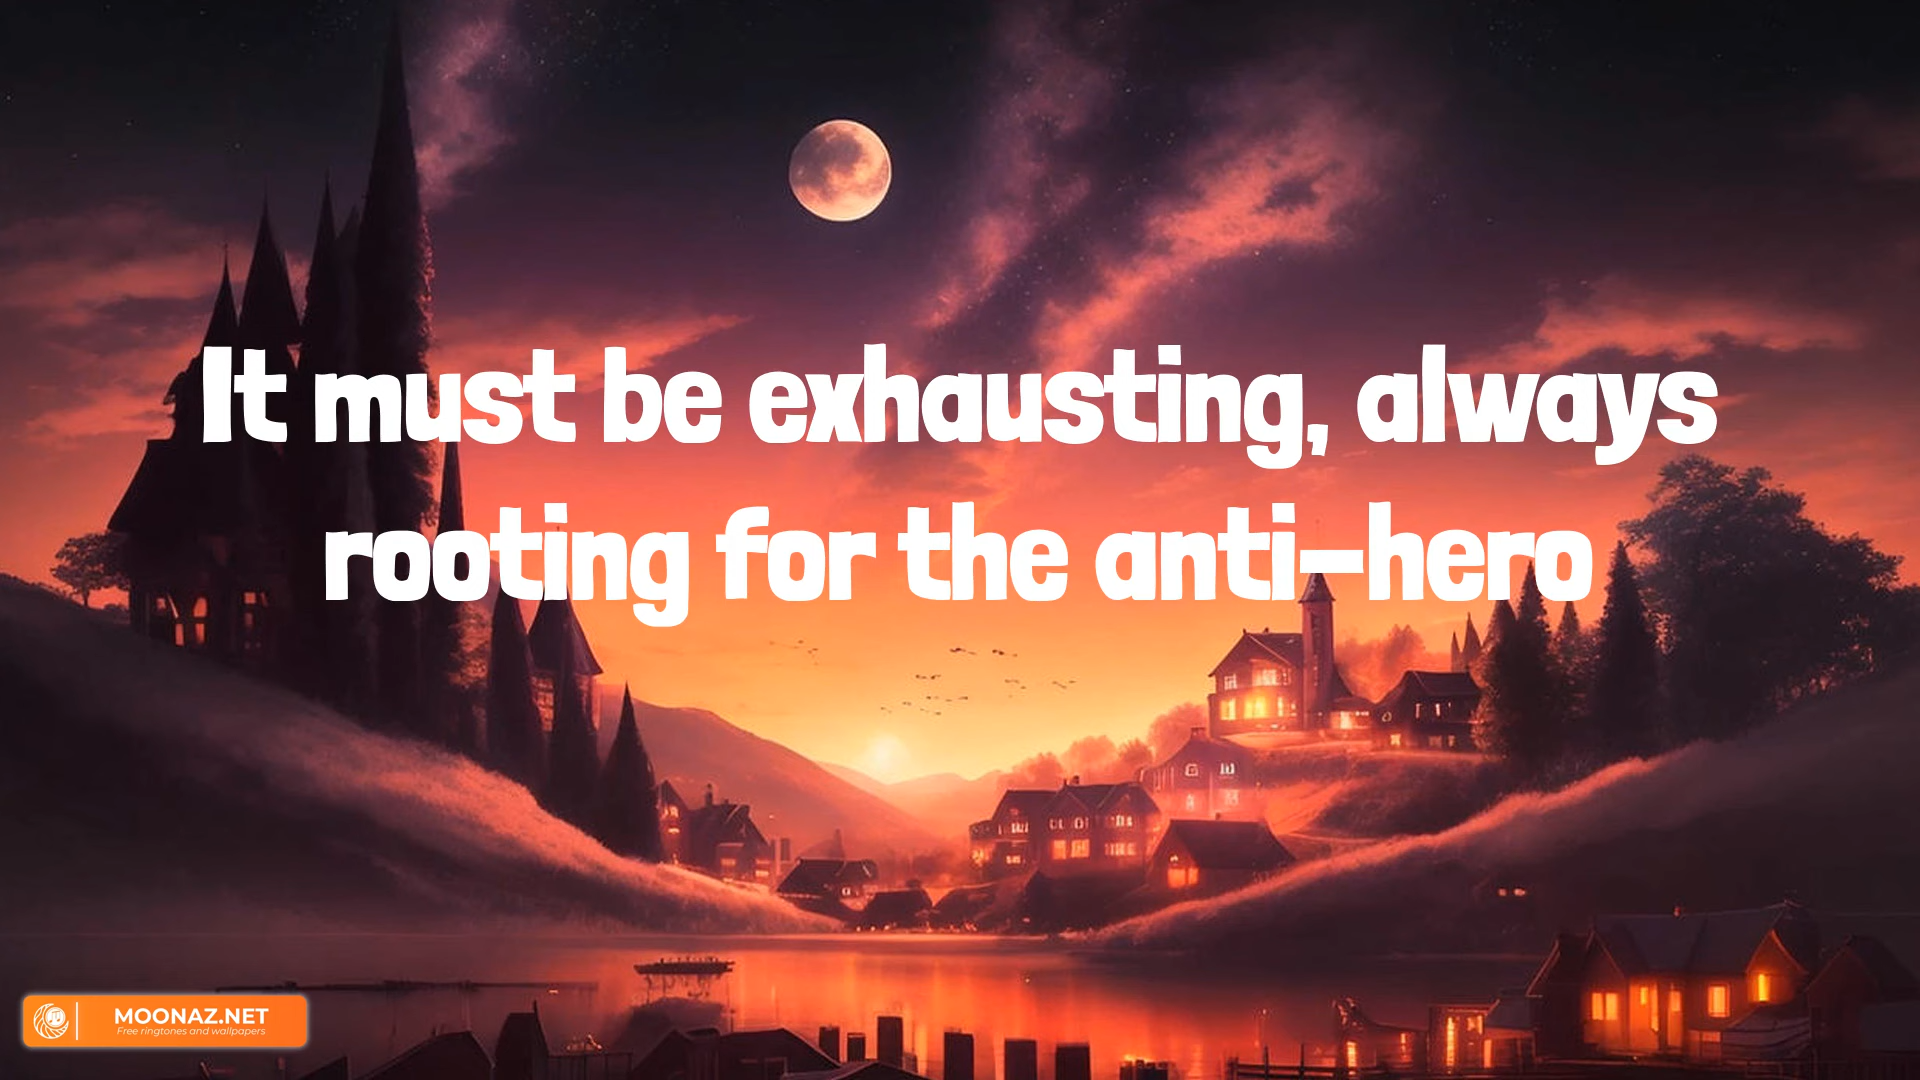 It must be exhausting, always
rooting for the anti-hero
MOONAZ.NET
Free ringtones and wallpapers